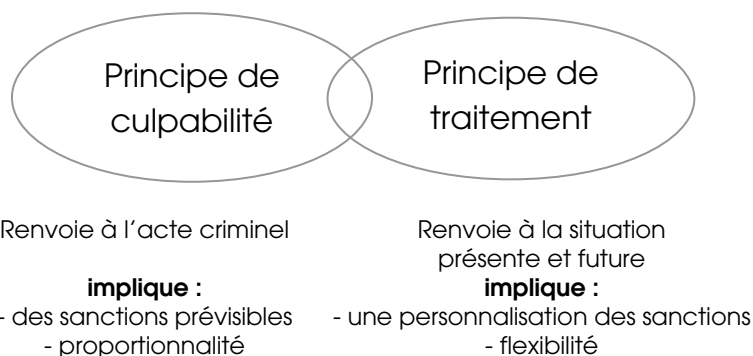 Principe de
culpabilité
Principe de
traitement
Renvoie à l'acte criminel
implique :
- des sanctions prévisibles
- proportionnalité
Renvoie à la situation
présente et future
implique :
- une personnalisation des sanctions
- flexibilité